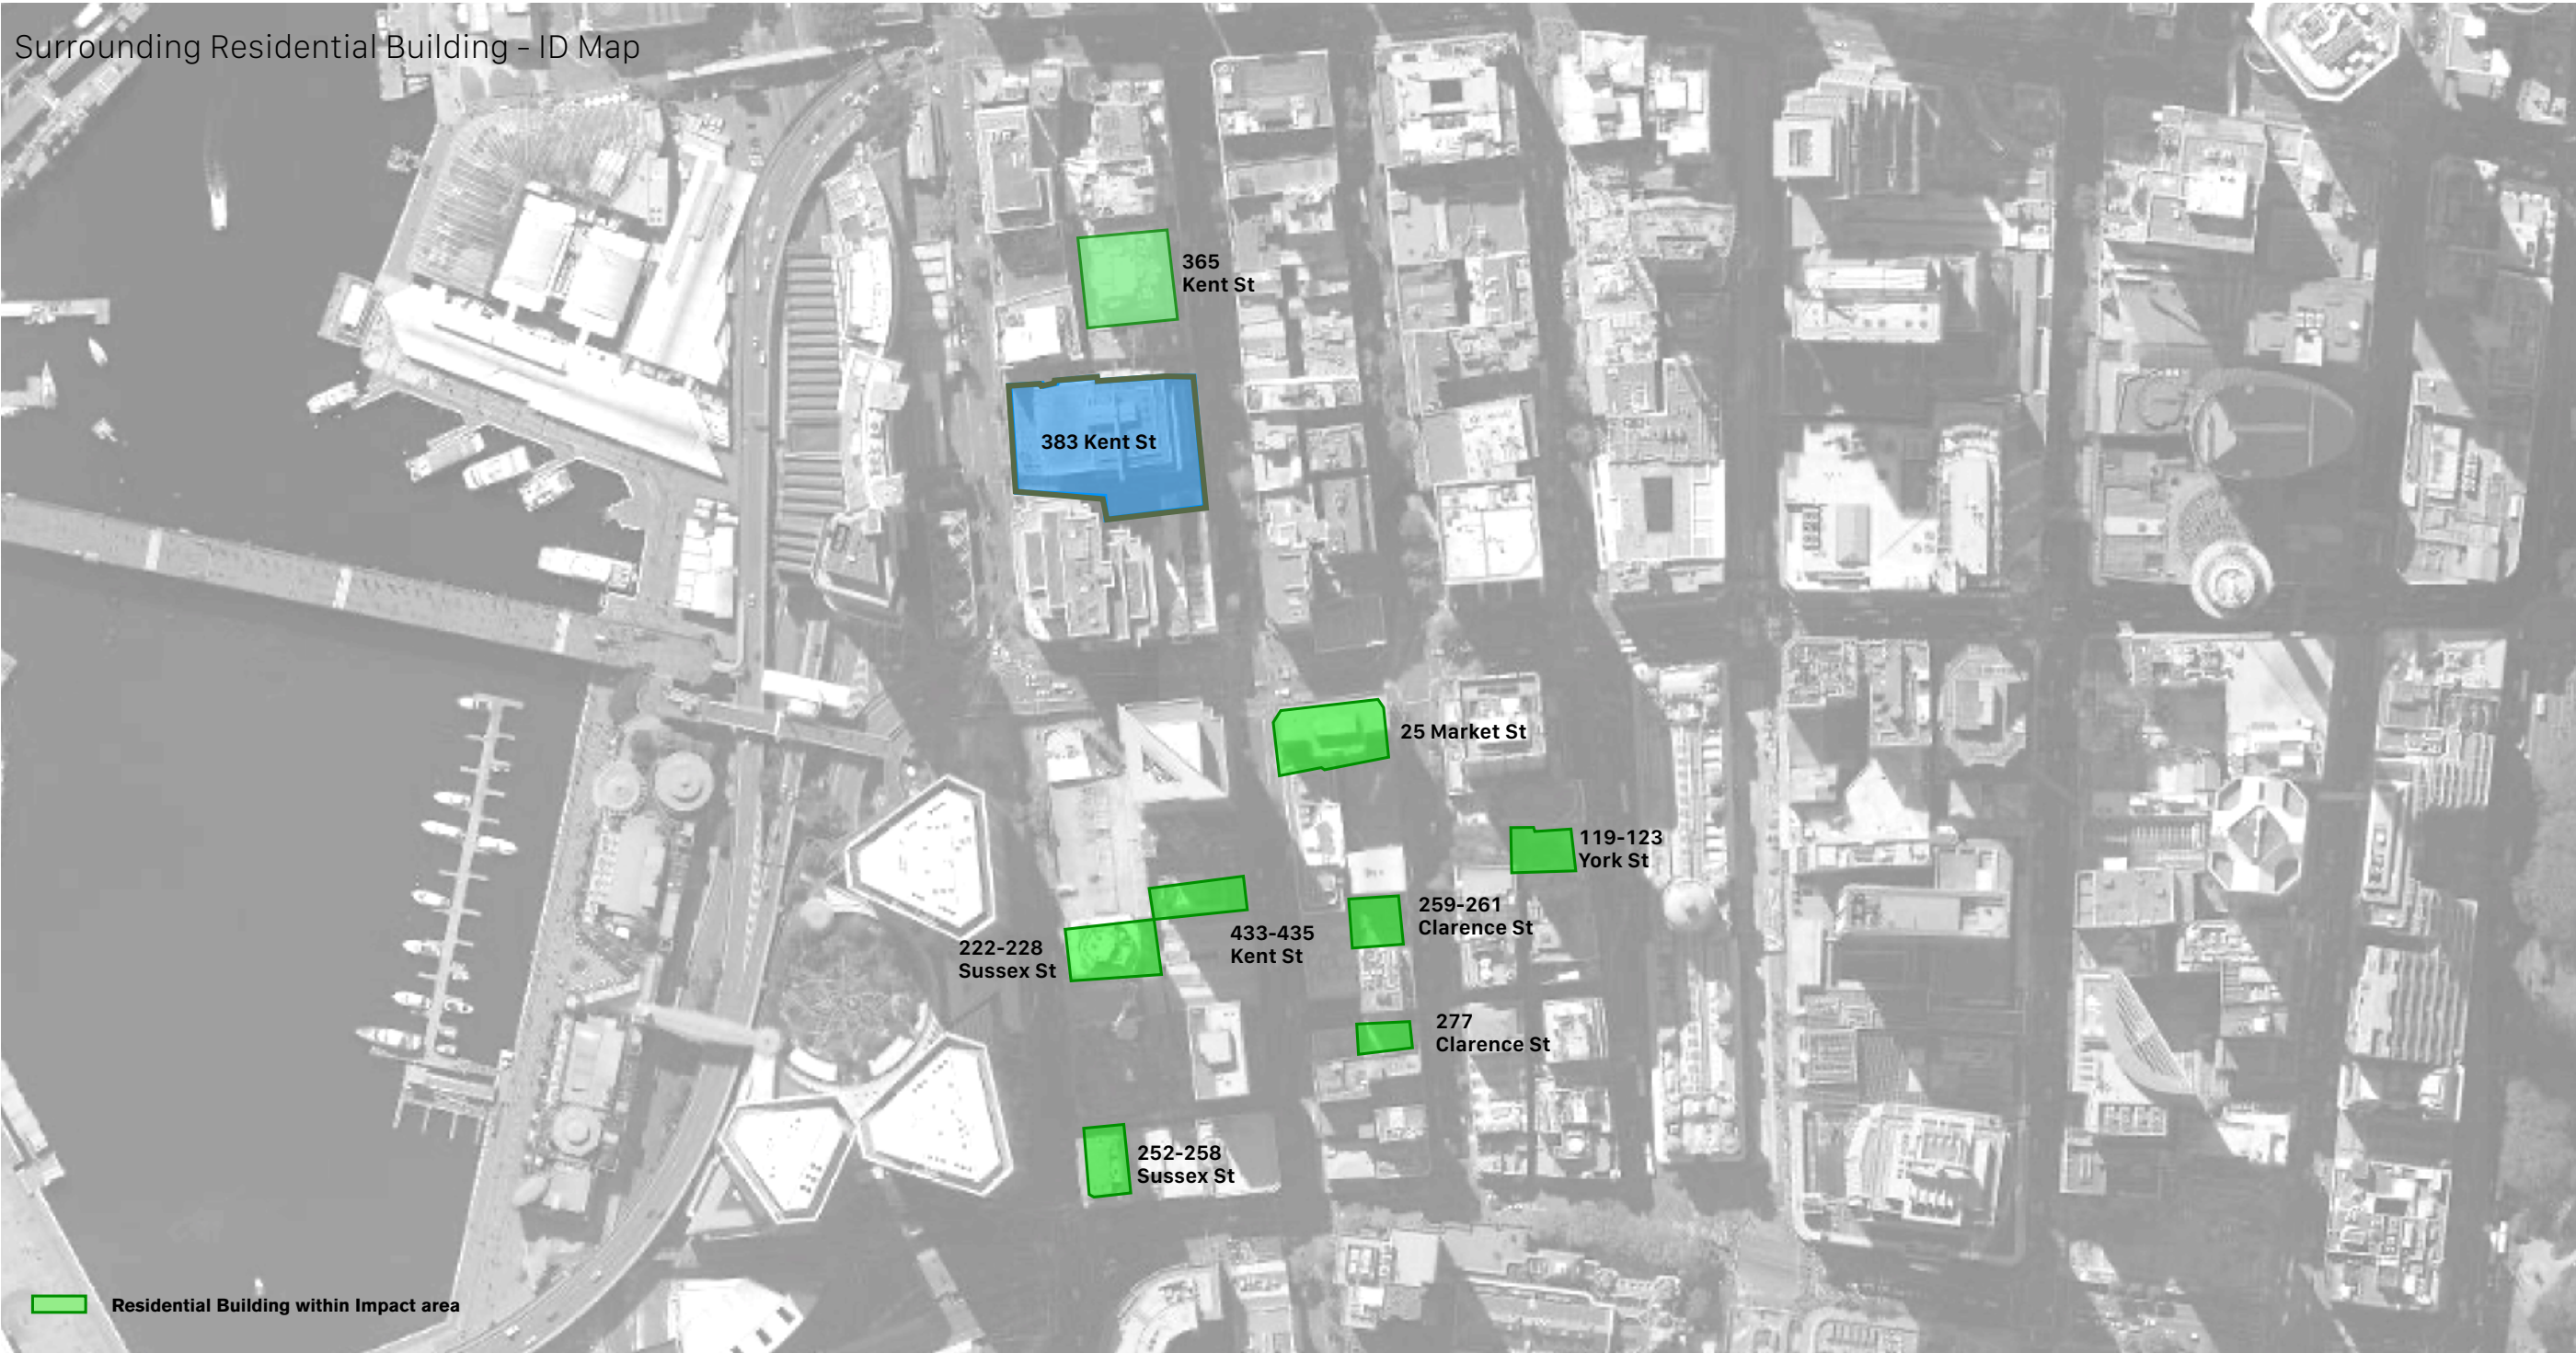 Surrounding Residential Building - ID Map
365
Kent St
383 Kent St
25 Market St
119-123
York St
259-261
Clarence St
433-435
Kent St
222-228
Sussex St
277
Clarence St
252-258
Sussex St
Residential Building within Impact area